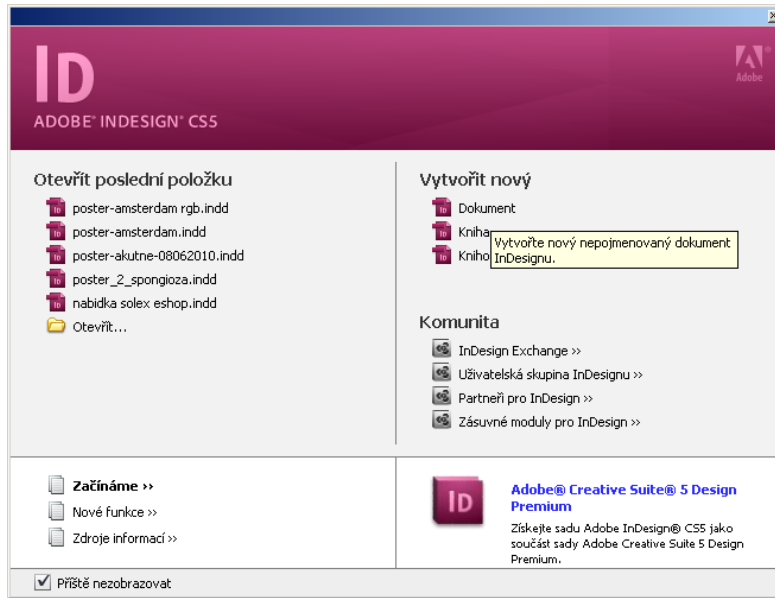 ID
ADOBE® INDESIGN® CS5
Adobe
Otevřít poslední položku
poster-amsterdam rgb.indd
poster-amsterdam.indd
poster-akutne-08062010.indd
poster_2_spongioza.indd
nabidka solex eshop.indd
Otevřít...
Vytvořit nový
Dokument
Kniha
Kniho
Vytvořte nový nepojmenovaný dokument
InDesignu.
Komunita
InDesign Exchange ››
Uživatelská skupina InDesignu ››
Partneři pro InDesign ››
Zásuvné moduly pro InDesign ››
Začínáme ››
Nové funkce ››
Zdroje informací ››
ID
Adobe® Creative Suite® 5 Design
Premium
Získejte sadu Adobe InDesign® CS5 jako
součást sady Adobe Creative Suite 5 Design
Premium.
Příště nezobrazovat